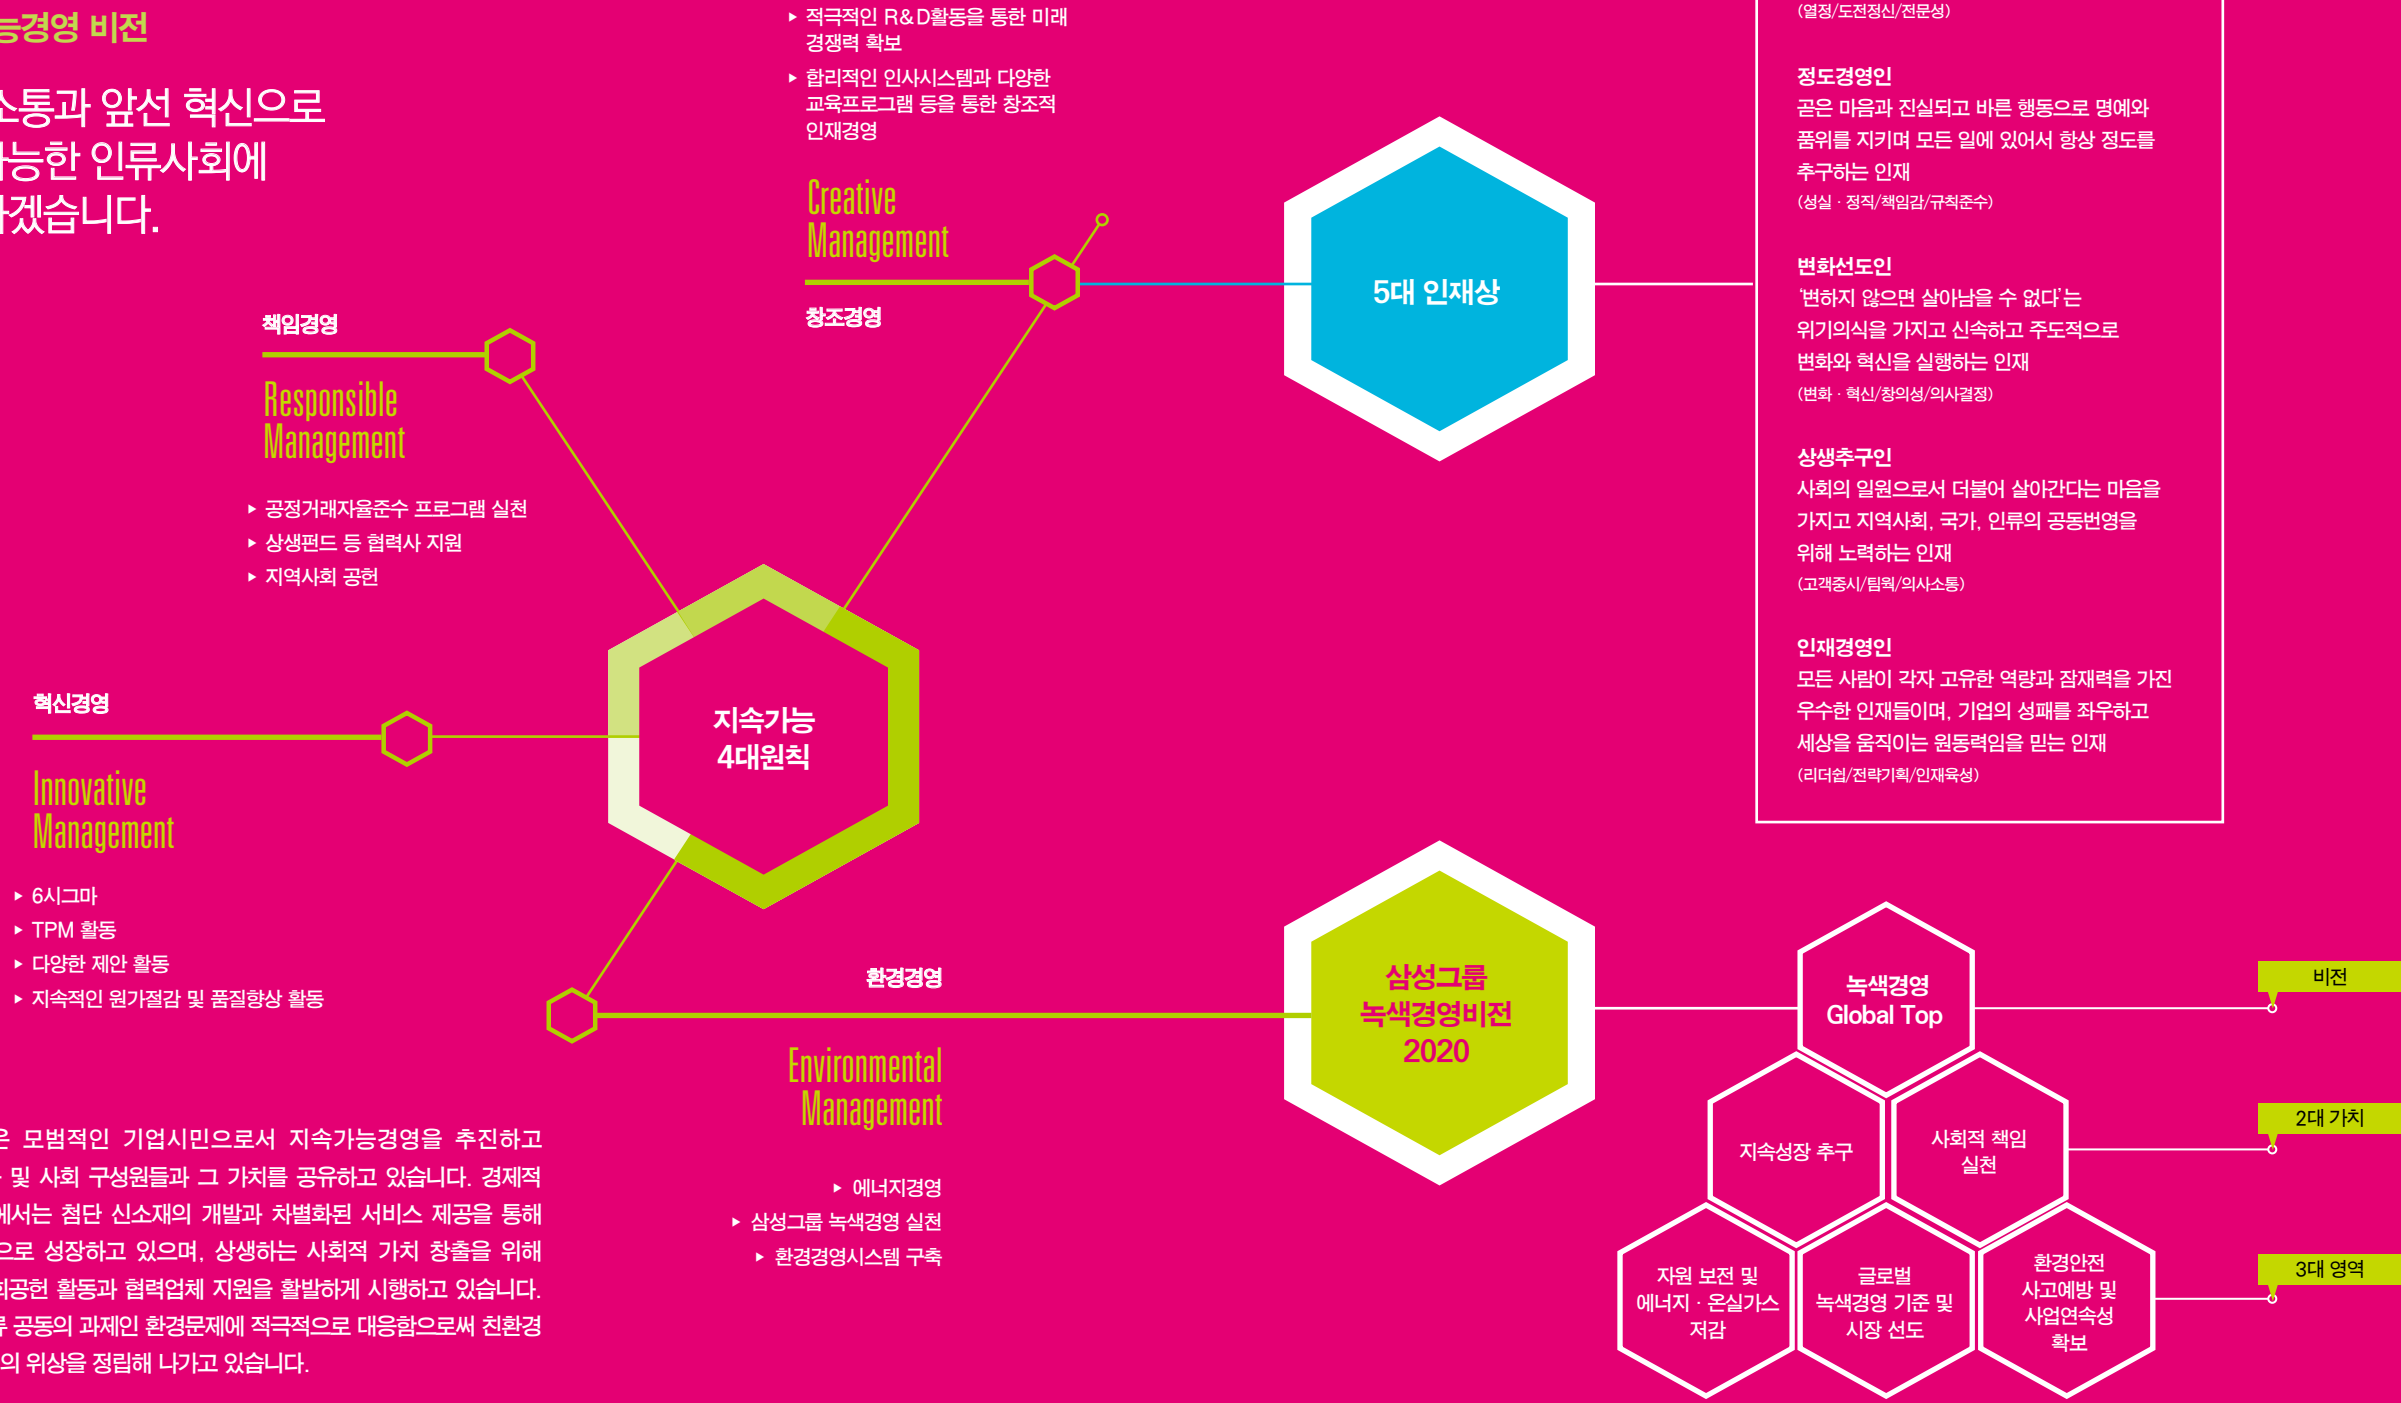 능경영 비전
소통과 앞선 혁신으로
가능한 인류사회에
하겠습니다.
책임경영
Responsible
Management
▶ 공정거래자율준수 프로그램 실천
▶ 상생펀드 등 협력사 지원
▶ 지역사회 공헌
혁신경영
Innovative
Management
▶ 6시그마
▶ TPM 활동
▶ 다양한 제안 활동
▶ 지속적인 원가절감 및 품질향상 활동
은 모범적인 기업시민으로서 지속가능경영을 추진하고
및 사회 구성원들과 그 가치를 공유하고 있습니다. 경제적
에서는 첨단 신소재의 개발과 차별화된 서비스 제공을 통해
으로 성장하고 있으며, 상생하는 사회적 가치 창출을 위해
회공헌 활동과 협력업체 지원을 활발하게 시행하고 있습니다.
류 공동의 과제인 환경문제에 적극적으로 대응함으로써 친환경
의 위상을 정립해 나가고 있습니다.
▶ 적극적인 R&D활동을 통한 미래
경쟁력 확보
▶ 합리적인 인사시스템과 다양한
교육프로그램 등을 통한 창조적
인재경영
Creative
Management
창조경영
지속가능
4대원칙
환경경영
Environmental
Management
▶ 에너지경영
▶ 삼성그룹 녹색경영 실천
▶ 환경경영시스템 구축
5대 인재상
(열정/도전정신/전문성)
정도경영인
곧은 마음과 진실되고 바른 행동으로 명예와
품위를 지키며 모든 일에 있어서 항상 정도를
추구하는 인재
(성실 · 정직/책임감/규칙준수)
변화선도인
‘변하지 않으면 살아남을 수 없다’는
위기의식을 가지고 신속하고 주도적으로
변화와 혁신을 실행하는 인재
(변화 · 혁신/창의성/의사결정)
상생추구인
사회의 일원으로서 더불어 살아간다는 마음을
가지고 지역사회, 국가, 인류의 공동번영을
위해 노력하는 인재
(고객중시/팀웍/의사소통)
인재경영인
모든 사람이 각자 고유한 역량과 잠재력을 가진
우수한 인재들이며, 기업의 성패를 좌우하고
세상을 움직이는 원동력임을 믿는 인재
(리더쉽/전략기획/인재육성)
삼성그룹
녹색경영비전
2020
녹색경영
Global Top
비전
지속성장 추구
사회적 책임
실천
2대 가치
자원 보전 및
에너지 · 온실가스
저감
글로벌
녹색경영 기준 및
시장 선도
환경안전
사고예방 및
사업연속성
확보
3대 영역